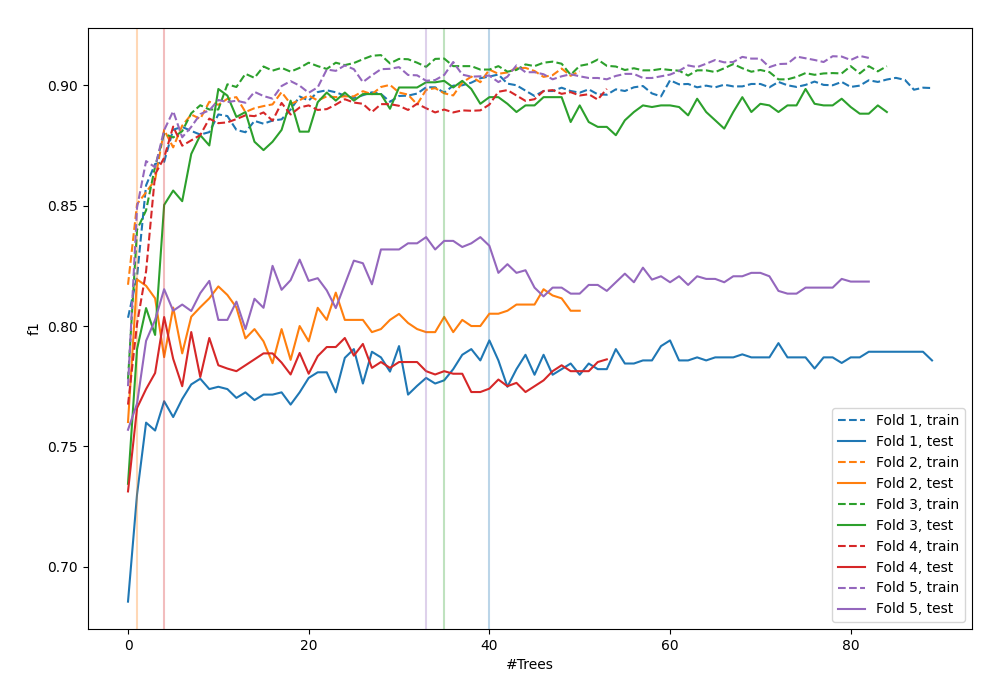 0.90
0.85
0.80
0.75
0.70
f1
0
20
40
60
80
#Trees
Fold 1, train
Fold 1, test
Fold 2, train
Fold 2, test
Fold 3, train
Fold 3, test
Fold 4, train
Fold 4, test
Fold 5, train
Fold 5, test